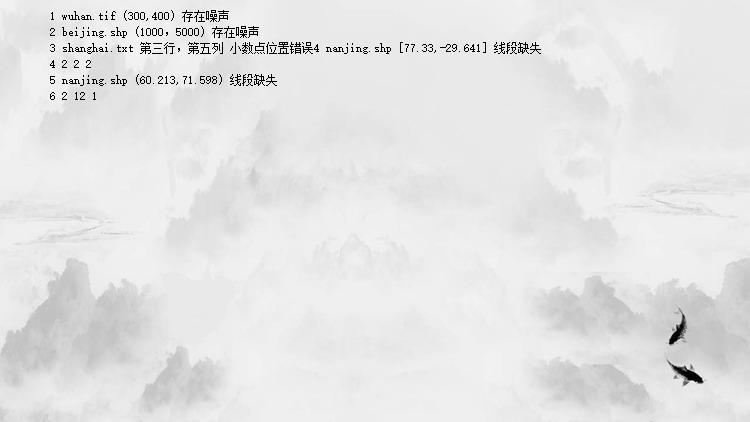 1 wuhan.tif (300,400) 存在噪声
2 beijing.shp (1000，5000) 存在噪声
3 shanghai.txt 第三行，第五列 小数点位置错误4 nanjing.shp [77.33,-29.641] 线段缺失
4 2 2 2
5 nanjing.shp (60.213,71.598) 线段缺失
6 2 12 1